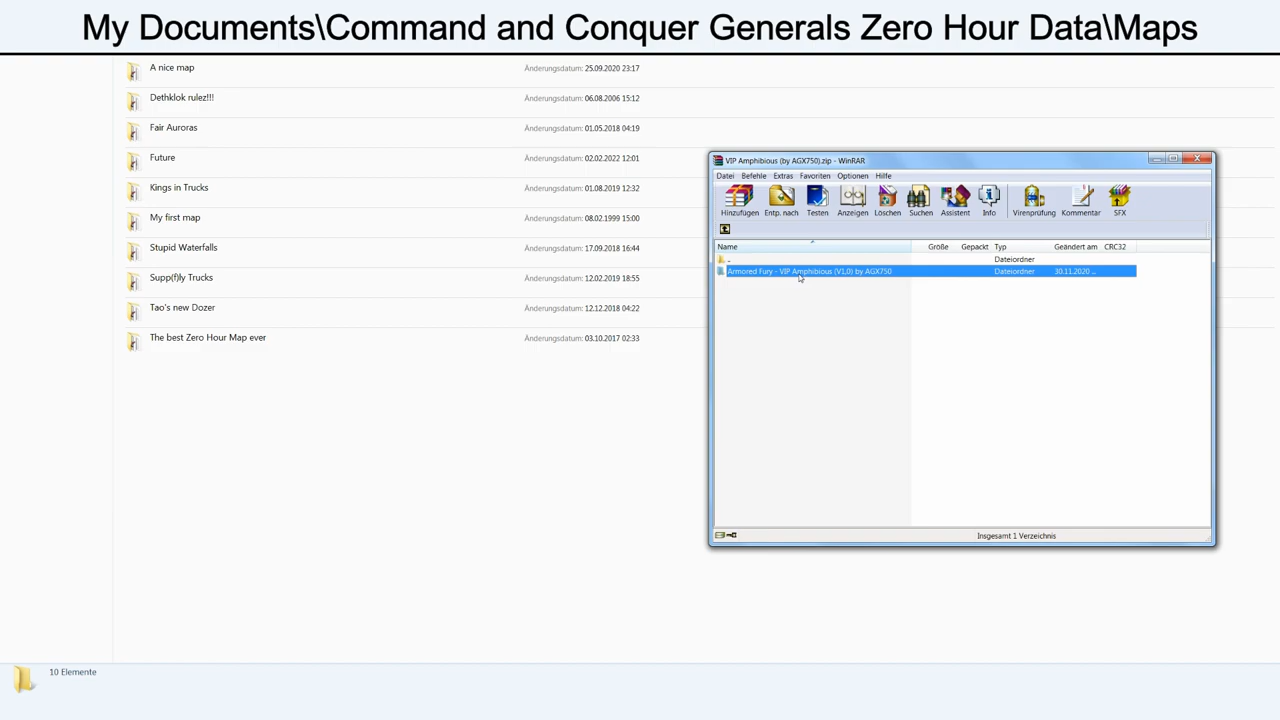 My Documents\Command and Conquer Generals Zero Hour Data\Maps
A nice map Änderungsdatum: 25.09.2020 23:17
Dethklok rulez!!! Änderungsdatum: 06.08.2006 15:12
Fair Auroras Änderungsdatum: 01.05.2018 04:19
Future Änderungsdatum: 02.02.2022 12:01
Kings in Trucks Änderungsdatum: 01.08.2019 12:32
My first map Änderungsdatum: 08.02.1999 15:00
Stupid Waterfalls Änderungsdatum: 17.09.2018 16:44
Supp(f)ly Trucks Änderungsdatum: 12.02.2019 18:55
Tao's new Dozer Änderungsdatum: 12.12.2018 04:22
The best Zero Hour Map ever Änderungsdatum: 03.10.2017 02:33
VIP Amphibious (by AGX750).zip - WinRAR
Datei Befehle Extras Favoriten Optionen Hilfe
Hinzufügen Entp. nach Testen Anzeigen Löschen Suchen Assistent Info Virenprüfung Kommentar SFX
Name Größe Gepackt Typ Geändert am CRC32
.. Dateiordner
Armored Fury - VIP Amphibious (V1,0) by AGX750 Dateiordner 30.11.2020 ...
Insgesamt 1 Verzeichnis
10 Elemente